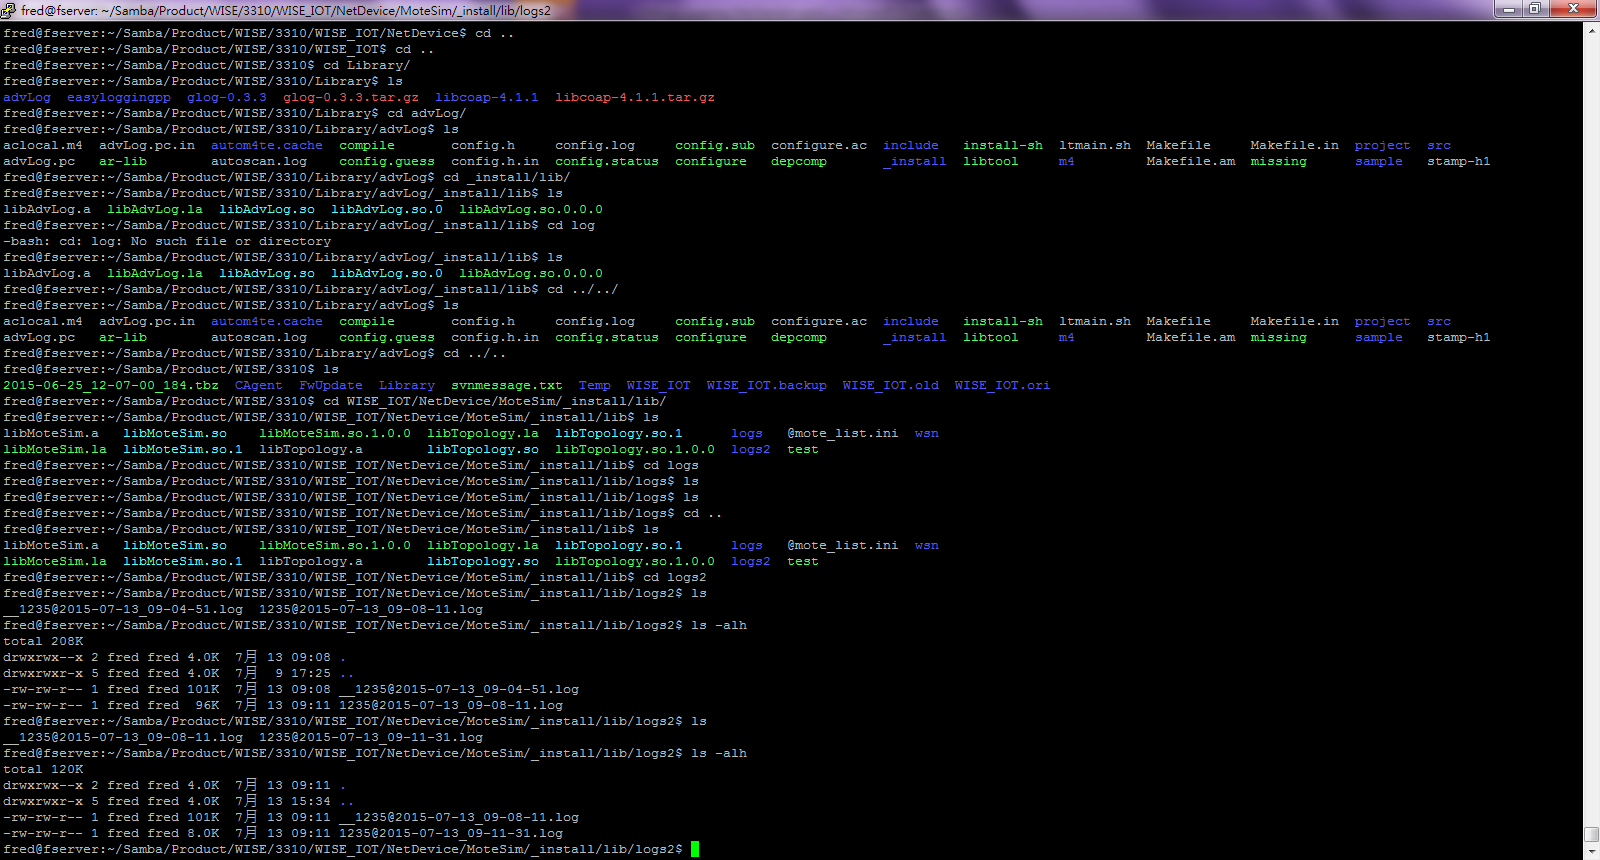 fred@fserver: ~/Samba/Product/WISE/3310/WISE_IOT/NetDevice/MoteSim/_install/lib/logs2
fred@fserver:~/Samba/Product/WISE/3310/WISE_IOT/NetDevice$ cd ..
fred@fserver:~/Samba/Product/WISE/3310/WISE_IOT$ cd ..
fred@fserver:~/Samba/Product/WISE/3310$ cd Library/
fred@fserver:~/Samba/Product/WISE/3310/Library$ ls
advLog  easyloggingpp  glog-0.3.3  glog-0.3.3.tar.gz  libcoap-4.1.1  libcoap-4.1.1.tar.gz
fred@fserver:~/Samba/Product/WISE/3310/Library$ cd advLog/
fred@fserver:~/Samba/Product/WISE/3310/Library/advLog$ ls
aclocal.m4  advLog.pc.in  autom4te.cache  compile       config.h     config.log     config.sub  configure.ac  include   install-sh  ltmain.sh  Makefile     Makefile.in  project  src
advLog.pc   ar-lib        autoscan.log    config.guess  config.h.in  config.status  configure   depcomp       _install  libtool     m4         Makefile.am  missing      sample   stamp-h1
fred@fserver:~/Samba/Product/WISE/3310/Library/advLog$ cd _install/lib/
fred@fserver:~/Samba/Product/WISE/3310/Library/advLog/_install/lib$ ls
libAdvLog.a  libAdvLog.la  libAdvLog.so  libAdvLog.so.0  libAdvLog.so.0.0.0
fred@fserver:~/Samba/Product/WISE/3310/Library/advLog/_install/lib$ cd log
-bash: cd: log: No such file or directory
fred@fserver:~/Samba/Product/WISE/3310/Library/advLog/_install/lib$ ls
libAdvLog.a  libAdvLog.la  libAdvLog.so  libAdvLog.so.0  libAdvLog.so.0.0.0
fred@fserver:~/Samba/Product/WISE/3310/Library/advLog/_install/lib$ cd ../../
fred@fserver:~/Samba/Product/WISE/3310/Library/advLog$ ls
aclocal.m4  advLog.pc.in  autom4te.cache  compile       config.h     config.log     config.sub  configure.ac  include   install-sh  ltmain.sh  Makefile     Makefile.in  project  src
advLog.pc   ar-lib        autoscan.log    config.guess  config.h.in  config.status  configure   depcomp       _install  libtool     m4         Makefile.am  missing      sample   stamp-h1
fred@fserver:~/Samba/Product/WISE/3310/Library/advLog$ cd ../..
fred@fserver:~/Samba/Product/WISE/3310$ ls
2015-06-25_12-07-00_184.tbz  CAgent  FwUpdate  Library  svnmessage.txt  Temp  WISE_IOT  WISE_IOT.backup  WISE_IOT.old  WISE_IOT.ori
fred@fserver:~/Samba/Product/WISE/3310$ cd WISE_IOT/NetDevice/MoteSim/_install/lib/
fred@fserver:~/Samba/Product/WISE/3310/WISE_IOT/NetDevice/MoteSim/_install/lib$ ls
libMoteSim.a   libMoteSim.so    libMoteSim.so.1.0.0  libTopology.la  libTopology.so.1      logs   @mote_list.ini  wsn
libMoteSim.la  libMoteSim.so.1  libTopology.a        libTopology.so  libTopology.so.1.0.0  logs2  test
fred@fserver:~/Samba/Product/WISE/3310/WISE_IOT/NetDevice/MoteSim/_install/lib$ cd logs
fred@fserver:~/Samba/Product/WISE/3310/WISE_IOT/NetDevice/MoteSim/_install/lib/logs$ ls
fred@fserver:~/Samba/Product/WISE/3310/WISE_IOT/NetDevice/MoteSim/_install/lib/logs$ ls
fred@fserver:~/Samba/Product/WISE/3310/WISE_IOT/NetDevice/MoteSim/_install/lib/logs$ cd ..
fred@fserver:~/Samba/Product/WISE/3310/WISE_IOT/NetDevice/MoteSim/_install/lib$ ls
libMoteSim.a   libMoteSim.so    libMoteSim.so.1.0.0  libTopology.la  libTopology.so.1      logs   @mote_list.ini  wsn
libMoteSim.la  libMoteSim.so.1  libTopology.a        libTopology.so  libTopology.so.1.0.0  logs2  test
fred@fserver:~/Samba/Product/WISE/3310/WISE_IOT/NetDevice/MoteSim/_install/lib$ cd logs2
fred@fserver:~/Samba/Product/WISE/3310/WISE_IOT/NetDevice/MoteSim/_install/lib/logs2$ ls
__1235@2015-07-13_09-04-51.log  1235@2015-07-13_09-08-11.log
fred@fserver:~/Samba/Product/WISE/3310/WISE_IOT/NetDevice/MoteSim/_install/lib/logs2$ ls -alh
total 208K
drwxrwx--x 2 fred fred 4.0K  7月 13 09:08 .
drwxrwxr-x 5 fred fred 4.0K  7月  9 17:25 ..
-rw-rw-r-- 1 fred fred 101K  7月 13 09:08 __1235@2015-07-13_09-04-51.log
-rw-rw-r-- 1 fred fred  96K  7月 13 09:11 1235@2015-07-13_09-08-11.log
fred@fserver:~/Samba/Product/WISE/3310/WISE_IOT/NetDevice/MoteSim/_install/lib/logs2$ ls
__1235@2015-07-13_09-08-11.log  1235@2015-07-13_09-11-31.log
fred@fserver:~/Samba/Product/WISE/3310/WISE_IOT/NetDevice/MoteSim/_install/lib/logs2$ ls -alh
total 120K
drwxrwx--x 2 fred fred 4.0K  7月 13 09:11 .
drwxrwxr-x 5 fred fred 4.0K  7月 13 15:34 ..
-rw-rw-r-- 1 fred fred 101K  7月 13 09:11 __1235@2015-07-13_09-08-11.log
-rw-rw-r-- 1 fred fred 8.0K  7月 13 09:11 1235@2015-07-13_09-11-31.log
fred@fserver:~/Samba/Product/WISE/3310/WISE_IOT/NetDevice/MoteSim/_install/lib/logs2$